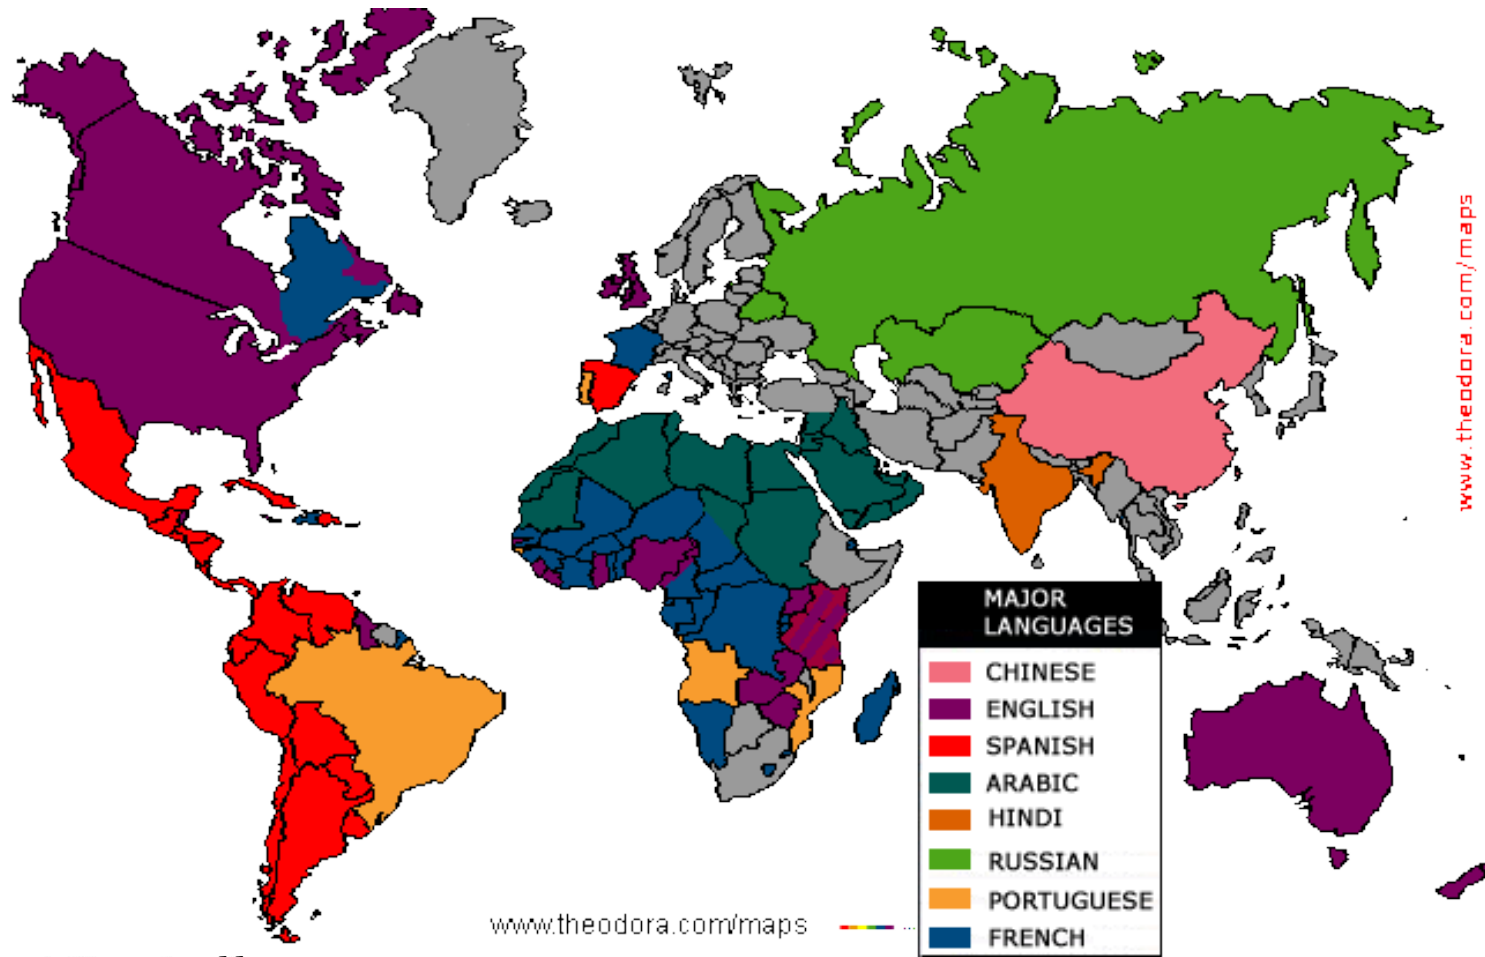 www.theodora.com/maps
MAJOR
LANGUAGES
CHINESE
ENGLISH
SPANISH
ARABIC
HINDI
RUSSIAN
PORTUGUESE
FRENCH
www.theodora.com/maps